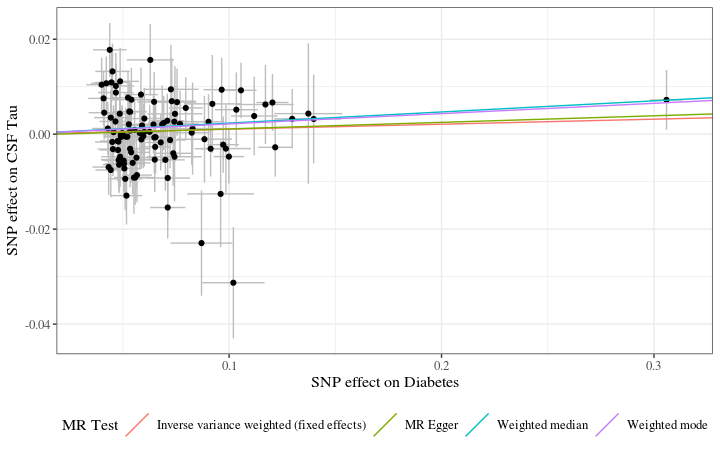 0.02
0.00
-0.02
-0.04
SNP effect on CSF Tau
0.1 0.2 0.3
SNP effect on Diabetes
MR Test Inverse variance weighted (fixed effects) MR Egger Weighted median Weighted mode